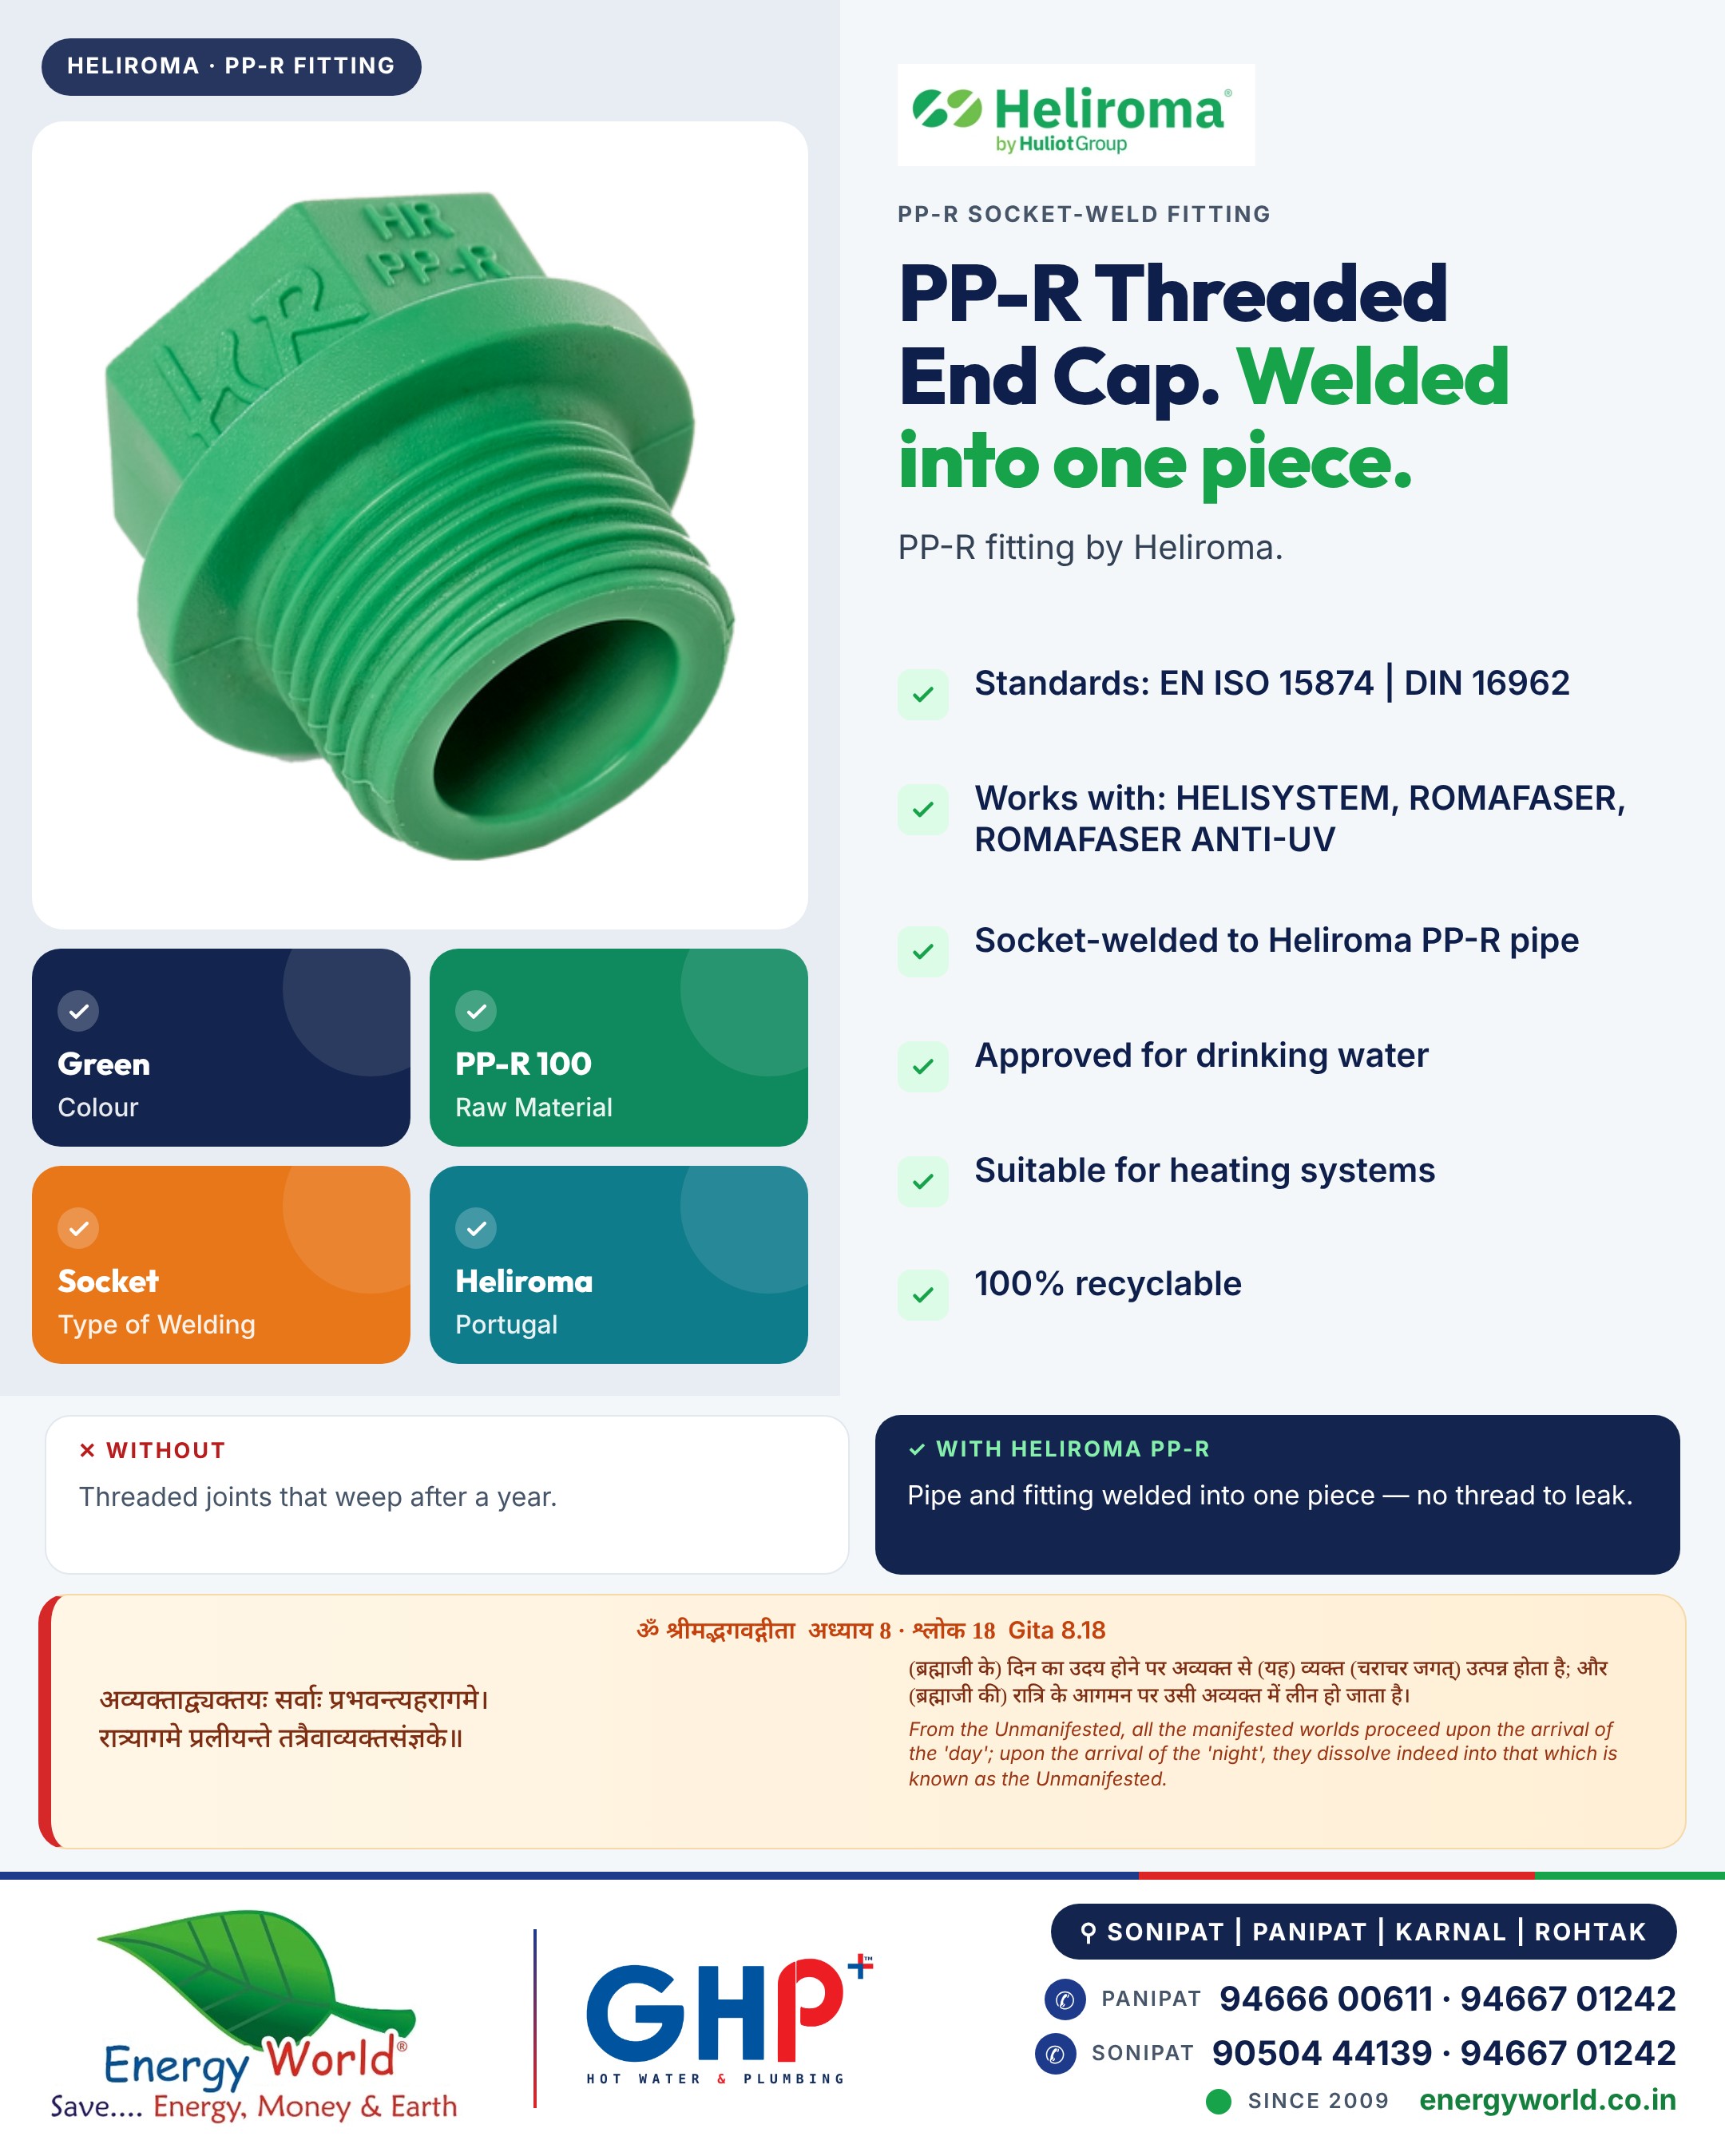 HELIROMA · PP-R FITTING
HR
PP-R
HR
Heliroma®
by HuliotGroup
PP-R SOCKET-WELD FITTING
PP-R Threaded
End Cap. Welded
into one piece.
PP-R fitting by Heliroma.
Standards: EN ISO 15874 | DIN 16962
Works with: HELISYSTEM, ROMAFASER,
ROMAFASER ANTI-UV
Socket-welded to Heliroma PP-R pipe
Approved for drinking water
Suitable for heating systems
100% recyclable
Green
Colour
PP-R 100
Raw Material
Socket
Type of Welding
Heliroma
Portugal
✕ WITHOUT
Threaded joints that weep after a year.
✓ WITH HELIROMA PP-R
Pipe and fitting welded into one piece — no thread to leak.
ॐ श्रीमद्भगवद्गीता अध्याय 8 · श्लोक 18 Gita 8.18
अव्यक्ताद्व्यक्तयः सर्वाः प्रभवन्त्यहरागमे।
रात्र्यागमे प्रलीयन्ते तत्रैवाव्यक्तसंज्ञके॥
(ब्रह्माजी के) दिन का उदय होने पर अव्यक्त से (यह) व्यक्त (चराचर जगत्) उत्पन्न होता है; और
(ब्रह्माजी की) रात्रि के आगमन पर उसी अव्यक्त में लीन हो जाता है।
From the Unmanifested, all the manifested worlds proceed upon the arrival of
the 'day'; upon the arrival of the 'night', they dissolve indeed into that which is
known as the Unmanifested.
Energy World®
Save.... Energy, Money & Earth
GHP+™
HOT WATER & PLUMBING
SONIPAT | PANIPAT | KARNAL | ROHTAK
PANIPAT 94666 00611 · 94667 01242
SONIPAT 90504 44139 · 94667 01242
SINCE 2009 energyworld.co.in